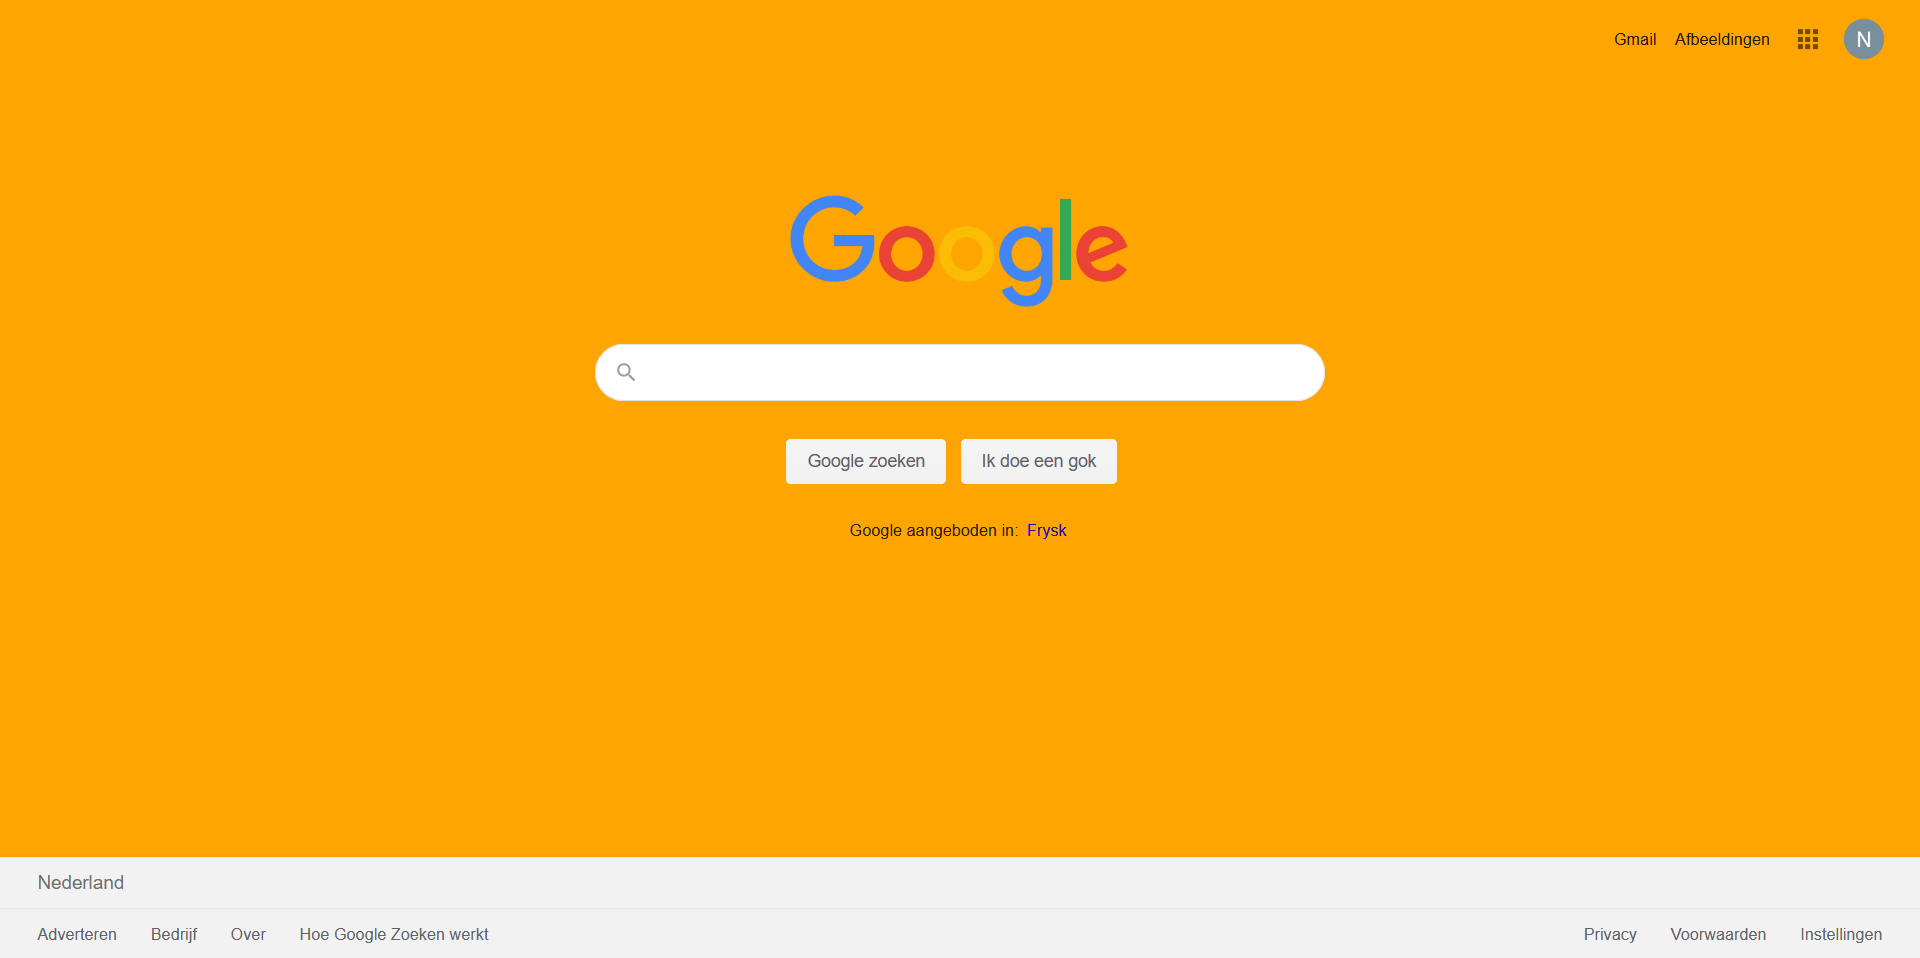 Gmail Afbeeldingen N
Google
Google zoeken Ik doe een gok
Google aangeboden in: Frysk
Nederland
Adverteren Bedrijf Over Hoe Google Zoeken werkt Privacy Voorwaarden Instellingen